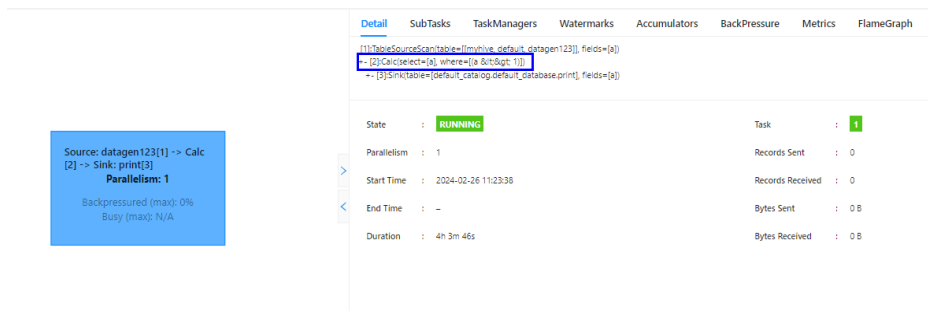 Detail SubTasks TaskManagers Watermarks Accumulators BackPressure Metrics FlameGraph
[1]:TableSourceScan(table=[[myhive, default, datagen123]], fields=[a])
+- [2]:Calc(select=[a], where=[(a &lt;&gt; 1)])
+- [3]:Sink(table=[default_catalog.default_database.print], fields=[a])
Source: datagen123[1] -> Calc
[2] -> Sink: print[3]
Parallelism: 1
Backpressured (max): 0%
Busy (max): N/A
State : RUNNING Task : 1
Parallelism : 1 Records Sent : 0
Start Time : 2024-02-26 11:23:38 Records Received : 0
End Time : – Bytes Sent : 0 B
Duration : 4h 3m 46s Bytes Received : 0 B